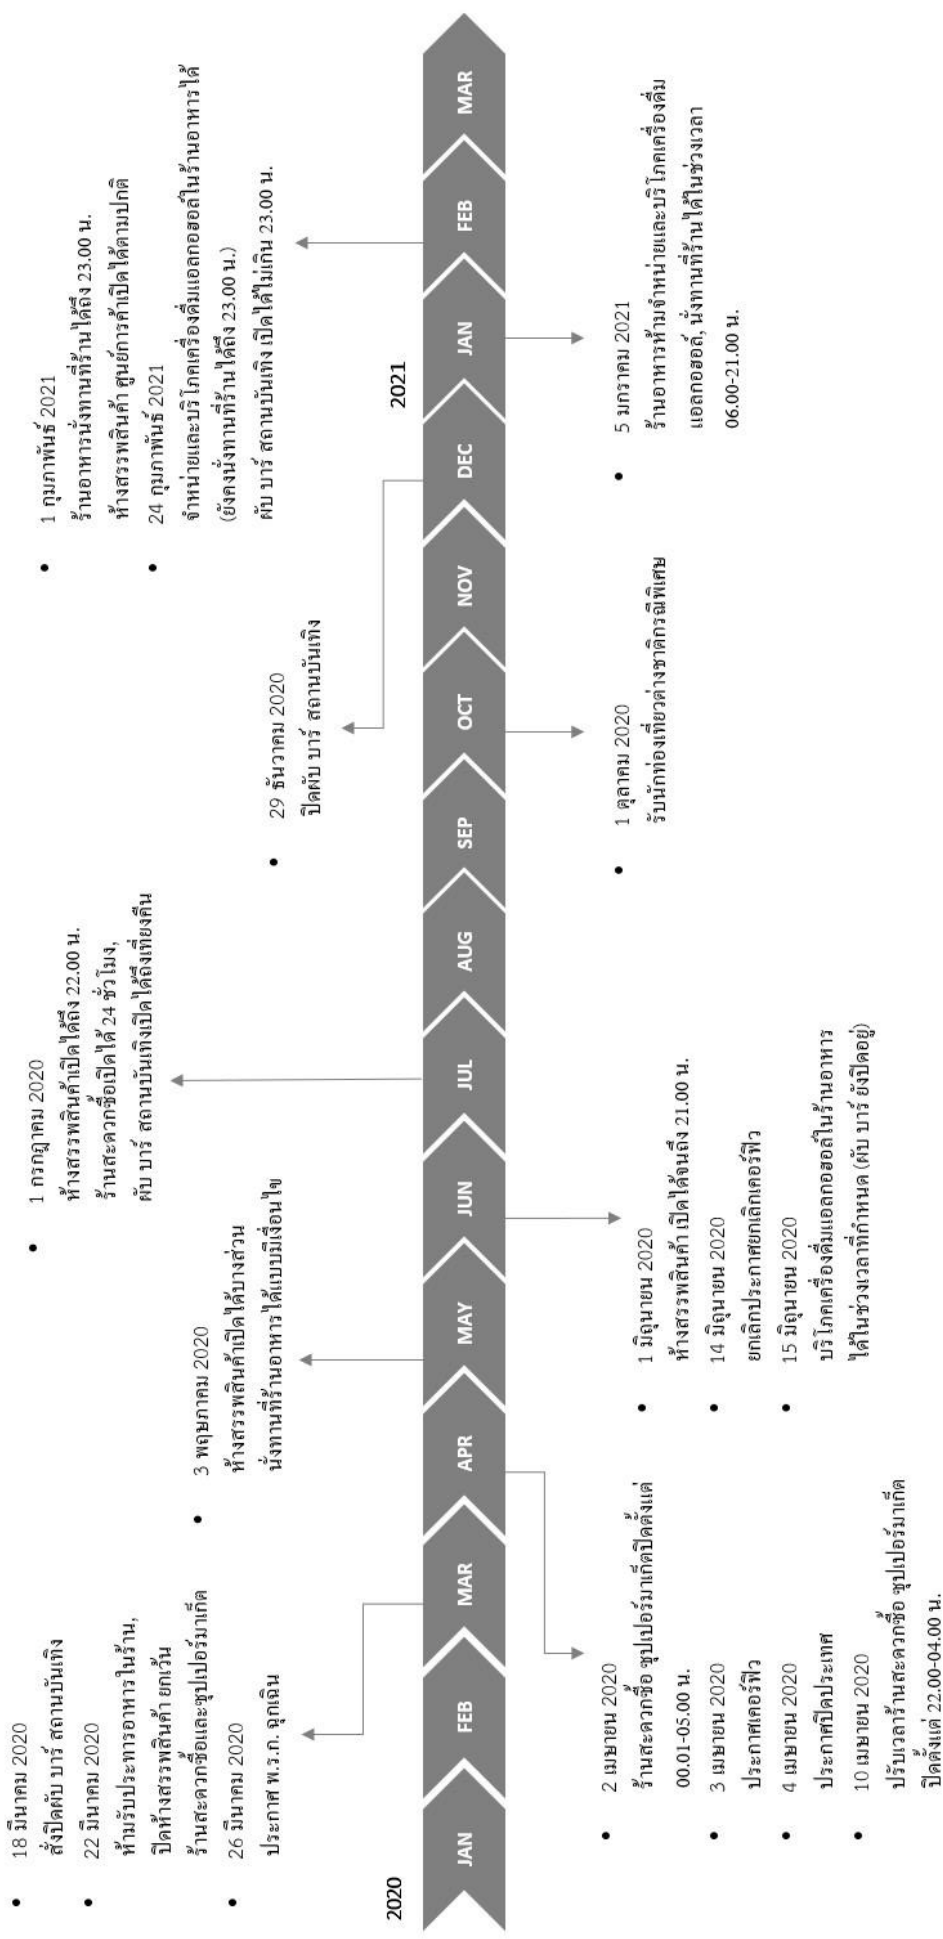 18 มีนาคม 2020
สั่งปิดผับ บาร์ สถานบันเทิง
22 มีนาคม 2020
ห้ามรับประทารอาหารในร้าน,
ปิดห้างสรรพสินค้า ยกเว้น
ร้านสะดวกซื้อและซุปเปอร์มาเก็ต
26 มีนาคม 2020
ประกาศ พ.ร.ก. ฉุกเฉิน
3 พฤษภาคม 2020
ห้างสรรพสินค้าเปิดได้บางส่วน
นั่งทานที่ร้านอาหารได้แบบมีเงื่อนไข
1 กรกฎาคม 2020
ห้างสรรพสินค้าเปิดได้ถึง 22.00 น.
ร้านสะดวกซื้อเปิดได้ 24 ชั่วโมง,
ผับ บาร์ สถานบันเทิงเปิดได้ถึงเที่ยงคืน
29 ธันวาคม 2020
ปิดผับ บาร์ สถานบันเทิง
1 กุมภาพันธ์ 2021
ร้านอาหารนั่งทานที่ร้านได้ถึง 23.00 น.
ห้างสรรพสินค้า ศูนย์การค้าเปิดได้ตามปกติ
24 กุมภาพันธ์ 2021
จำหน่ายและบริโภคเครื่องดื่มแอลกอฮอล์ในร้านอาหารได้
(ยังคงนั่งทานที่ร้านได้ถึง 23.00 น.)
ผับ บาร์ สถานบันเทิง เปิดได้ไม่เกิน 23.00 น.
2020
2021
JAN
FEB
MAR
APR
MAY
JUN
JUL
AUG
SEP
OCT
NOV
DEC
JAN
FEB
MAR
2 เมษายน 2020
ร้านสะดวกซื้อ ซุปเปอร์มาเก็ตปิดตั้งแต่
00.01-05.00 น.
3 เมษายน 2020
ประกาศเคอร์ฟิว
4 เมษายน 2020
ประกาศปิดประเทศ
10 เมษายน 2020
ปรับเวลาร้านสะดวกซื้อ ซุปเปอร์มาเก็ต
ปิดตั้งแต่ 22.00-04.00 น.
1 มิถุนายน 2020
ห้างสรรพสินค้า เปิดได้จนถึง 21.00 น.
14 มิถุนายน 2020
ยกเลิกประกาศยกเลิกเคอร์ฟิว
15 มิถุนายน 2020
บริโภคเครื่องดื่มแอลกอฮอล์ในร้านอาหาร
ได้ในช่วงเวลาที่กำหนด (ผับ บาร์ ยังปิดอยู่)
1 ตุลาคม 2020
รับนักท่องเที่ยวต่างชาติกรณีพิเศษ
5 มกราคม 2021
ร้านอาหารห้ามจำหน่ายและบริโภคเครื่องดื่ม
แอลกอฮอล์, นั่งทานที่ร้านได้ในช่วงเวลา
06.00-21.00 น.